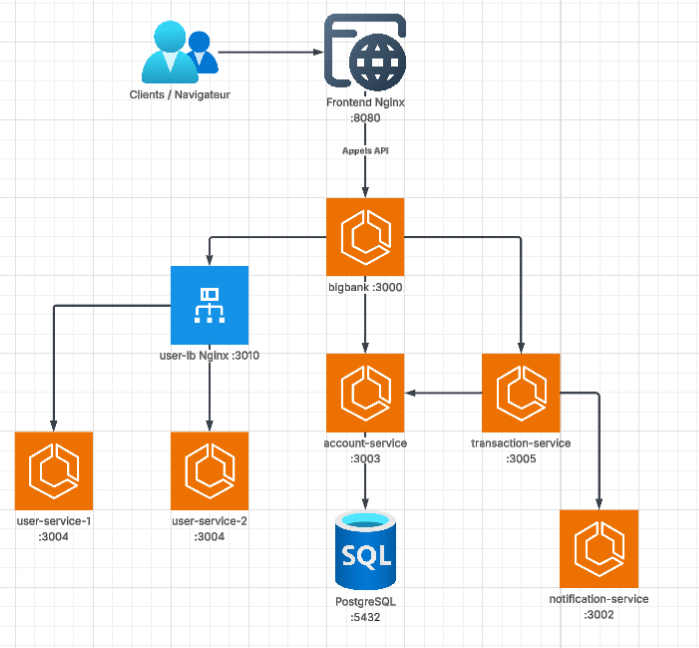 Clients / Navigateur
Frontend Nginx
:8080
Appels API
bigbank :3000
user-lb Nginx :3010
account-service
:3003
transaction-service
:3005
user-service-1
:3004
user-service-2
:3004
SQL
PostgreSQL
:5432
notification-service
:3002